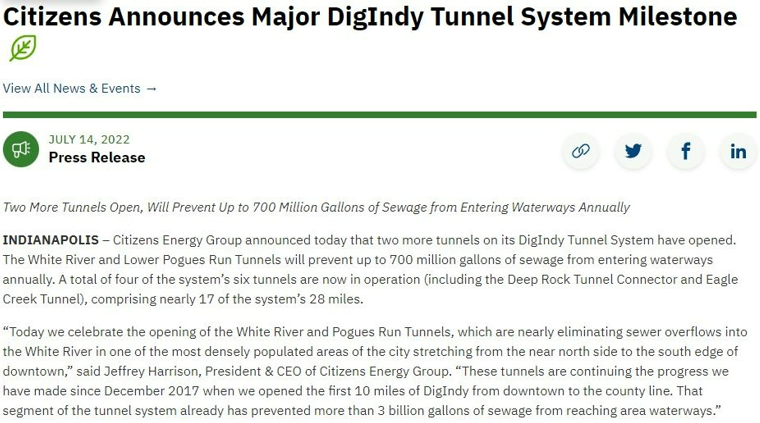 Citizens Announces Major DigIndy Tunnel System Milestone
View All News & Events →
JULY 14, 2022
Press Release
Two More Tunnels Open, Will Prevent Up to 700 Million Gallons of Sewage from Entering Waterways Annually
INDIANAPOLIS – Citizens Energy Group announced today that two more tunnels on its DigIndy Tunnel System have opened.
The White River and Lower Pogues Run Tunnels will prevent up to 700 million gallons of sewage from entering waterways
annually. A total of four of the system’s six tunnels are now in operation (including the Deep Rock Tunnel Connector and Eagle
Creek Tunnel), comprising nearly 17 of the system’s 28 miles.
“Today we celebrate the opening of the White River and Pogues Run Tunnels, which are nearly eliminating sewer overflows into
the White River in one of the most densely populated areas of the city stretching from the near north side to the south edge of
downtown,” said Jeffrey Harrison, President & CEO of Citizens Energy Group. “These tunnels are continuing the progress we
have made since December 2017 when we opened the first 10 miles of DigIndy from downtown to the county line. That
segment of the tunnel system already has prevented more than 3 billion gallons of sewage from reaching area waterways.”